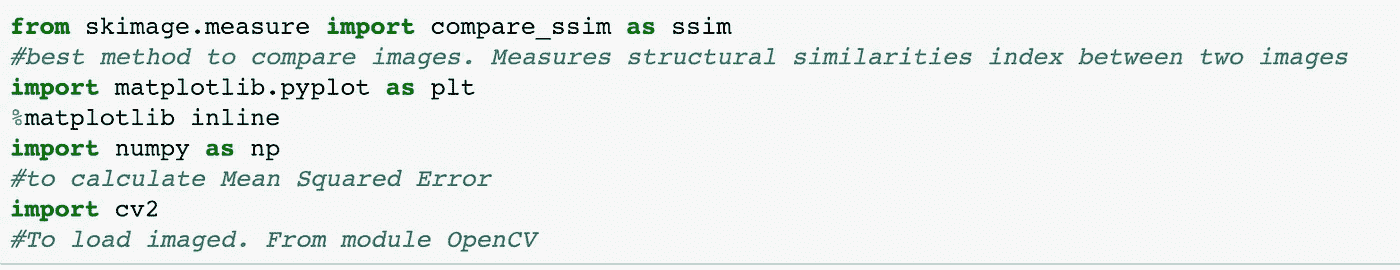 from skimage.measure import compare_ssim as ssim
#best method to compare images. Measures structural similarities index between two images
import matplotlib.pyplot as plt
%matplotlib inline
import numpy as np
#to calculate Mean Squared Error
import cv2
#To load imaged. From module OpenCV